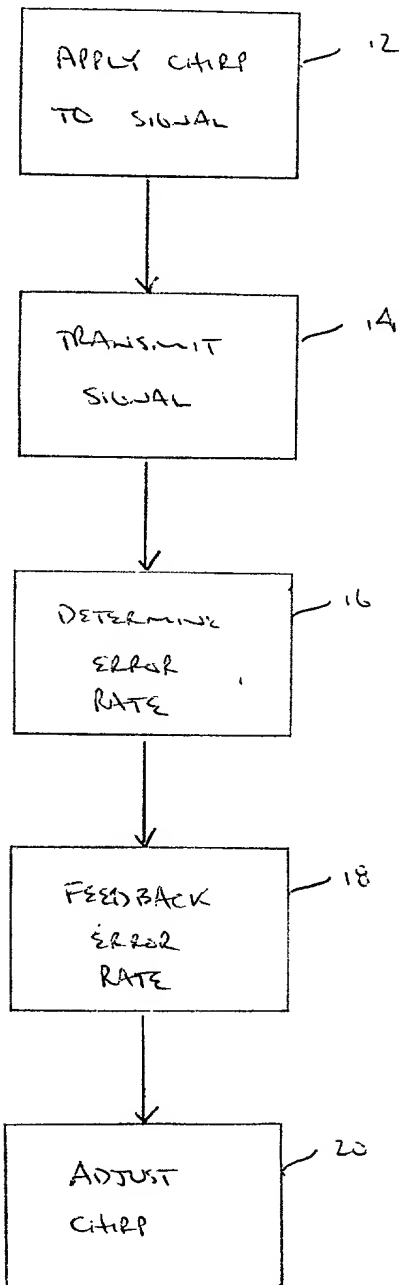 APPLY CHIRP
TO SIGNAL
12
TRANSMIT
SIGNAL
14
DETERMINE
ERROR
RATE
16
FEEDBACK
ERROR
RATE
18
ADJUST
CHIRP
20